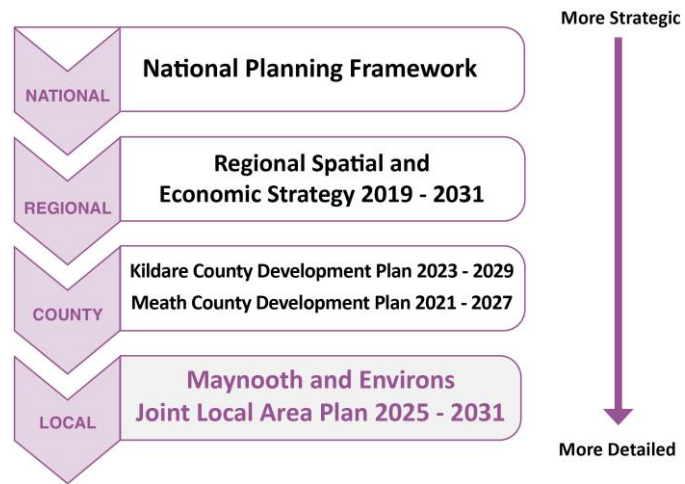 More Strategic
NATIONAL
National Planning Framework
REGIONAL
Regional Spatial and
Economic Strategy 2019 - 2031
COUNTY
Kildare County Development Plan 2023 - 2029
Meath County Development Plan 2021 - 2027
LOCAL
Maynooth and Environs
Joint Local Area Plan 2025 - 2031
More Detailed